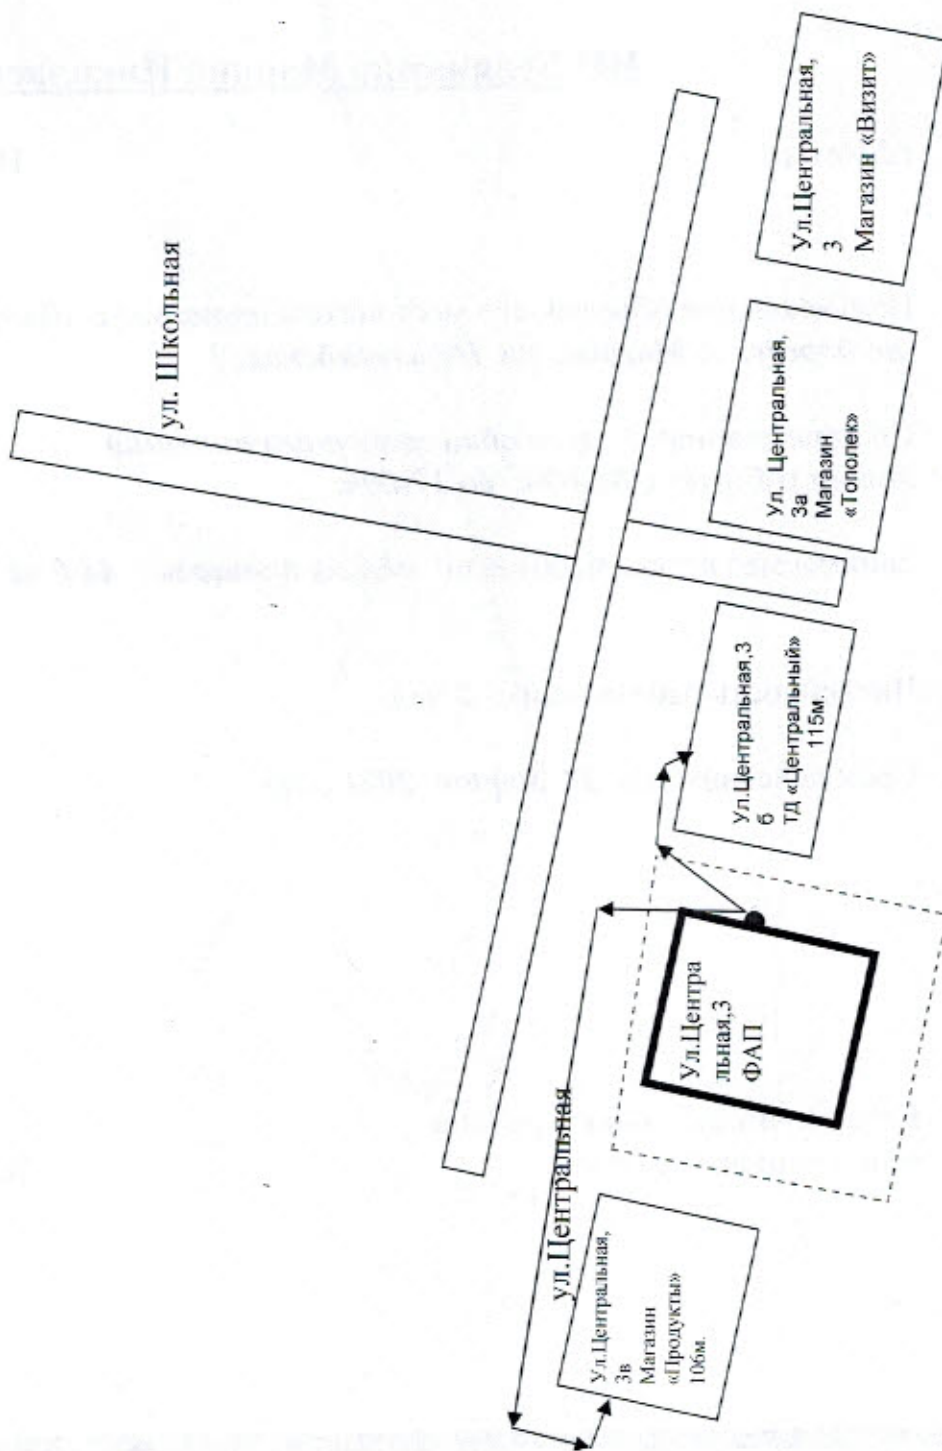 ул. Школьная
Ул.Центральная,
3
Магазин «Визит»
Ул. Центральная,
3а
Магазин
«Тополек»
Ул.Центральная,3
б
ТД «Центральный»
115м.
Ул.Центра
льная,3
ФАП
ул.Центральная
Ул.Центральная,
3в
Магазин
«Продукты»
106м.